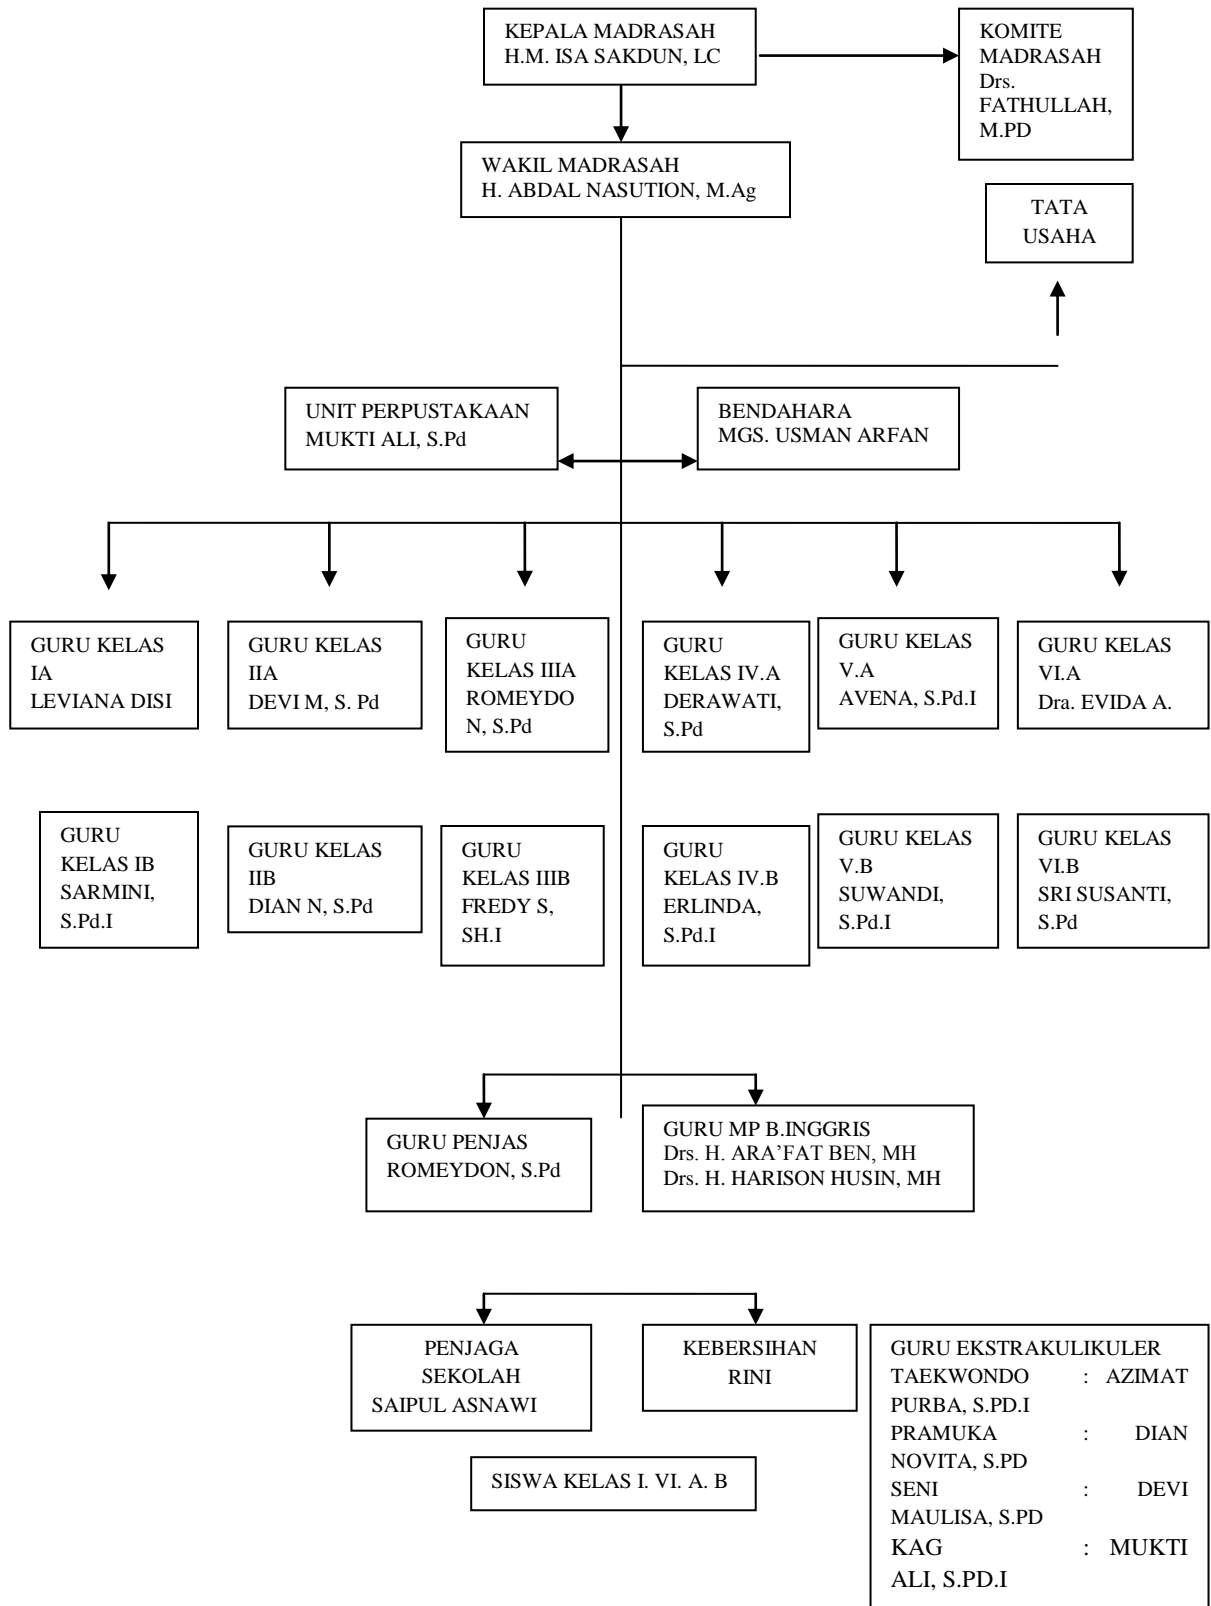 KEPALA MADRASAH
H.M. ISA SAKDUN, LC
KOMITE
MADRASAH
Drs.
FATHULLAH,
M.PD
WAKIL MADRASAH
H. ABDAL NASUTION, M.Ag
TATA
USAHA
UNIT PERPUSTAKAAN
MUKTI ALI, S.Pd
BENDAHARA
MGS. USMAN ARFAN
GURU KELAS
IA
LEVIANA DISI
GURU KELAS
IIA
DEVI M, S. Pd
GURU
KELAS IIIA
ROMEYDO
N, S.Pd
GURU
KELAS IV.A
DERAWATI,
S.Pd
GURU KELAS
V.A
AVENA, S.Pd.I
GURU KELAS
VI.A
Dra. EVIDA A.
GURU
KELAS IB
SARMINI,
S.Pd.I
GURU KELAS
IIB
DIAN N, S.Pd
GURU
KELAS IIIB
FREDY S,
SH.I
GURU
KELAS IV.B
ERLINDA,
S.Pd.I
GURU KELAS
V.B
SUWANDI,
S.Pd.I
GURU KELAS
VI.B
SRI SUSANTI,
S.Pd
GURU PENJAS
ROMEYDON, S.Pd
GURU MP B.INGGRIS
Drs. H. ARA’FAT BEN, MH
Drs. H. HARISON HUSIN, MH
PENJAGA
SEKOLAH
SAIPUL ASNAWI
KEBERSIHAN
RINI
GURU EKSTRAKULIKULER
TAEKWONDO : AZIMAT
PURBA, S.PD.I
PRAMUKA : DIAN
NOVITA, S.PD
SENI : DEVI
MAULISA, S.PD
KAG : MUKTI
ALI, S.PD.I
SISWA KELAS I. VI. A. B